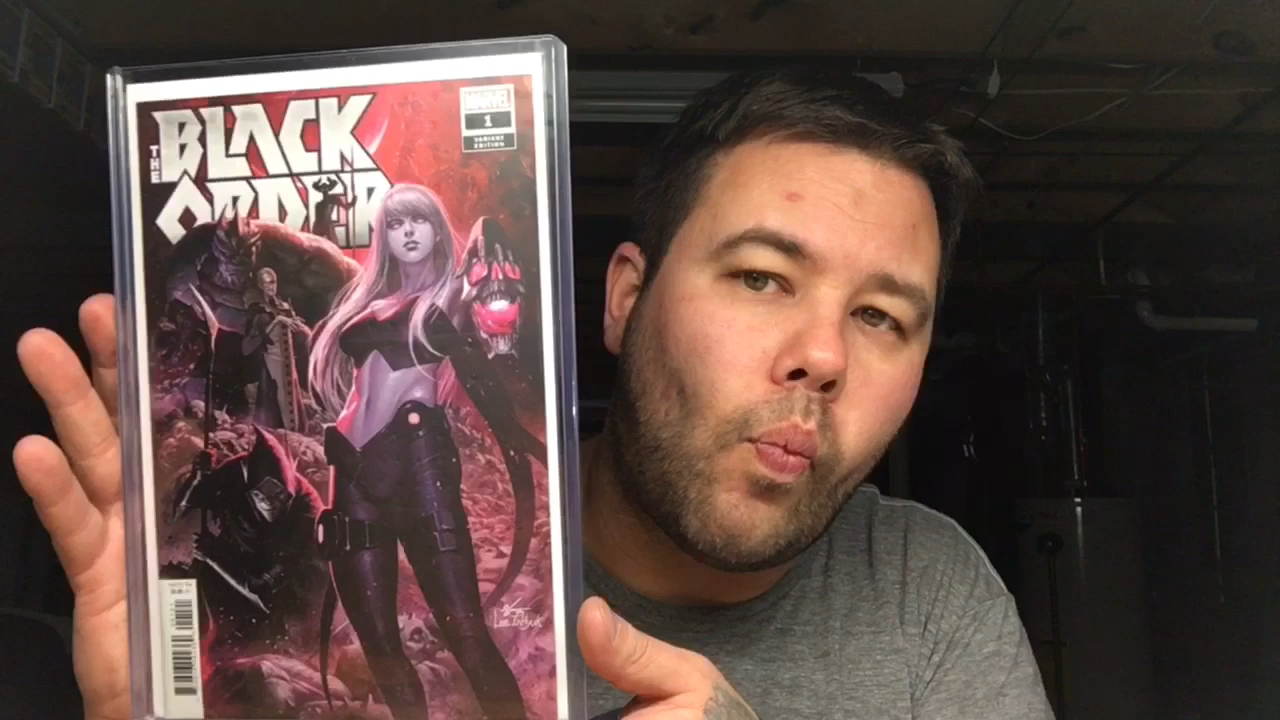 THE
BLACK
ORDER
MARVEL
1
VARIANT
EDITION